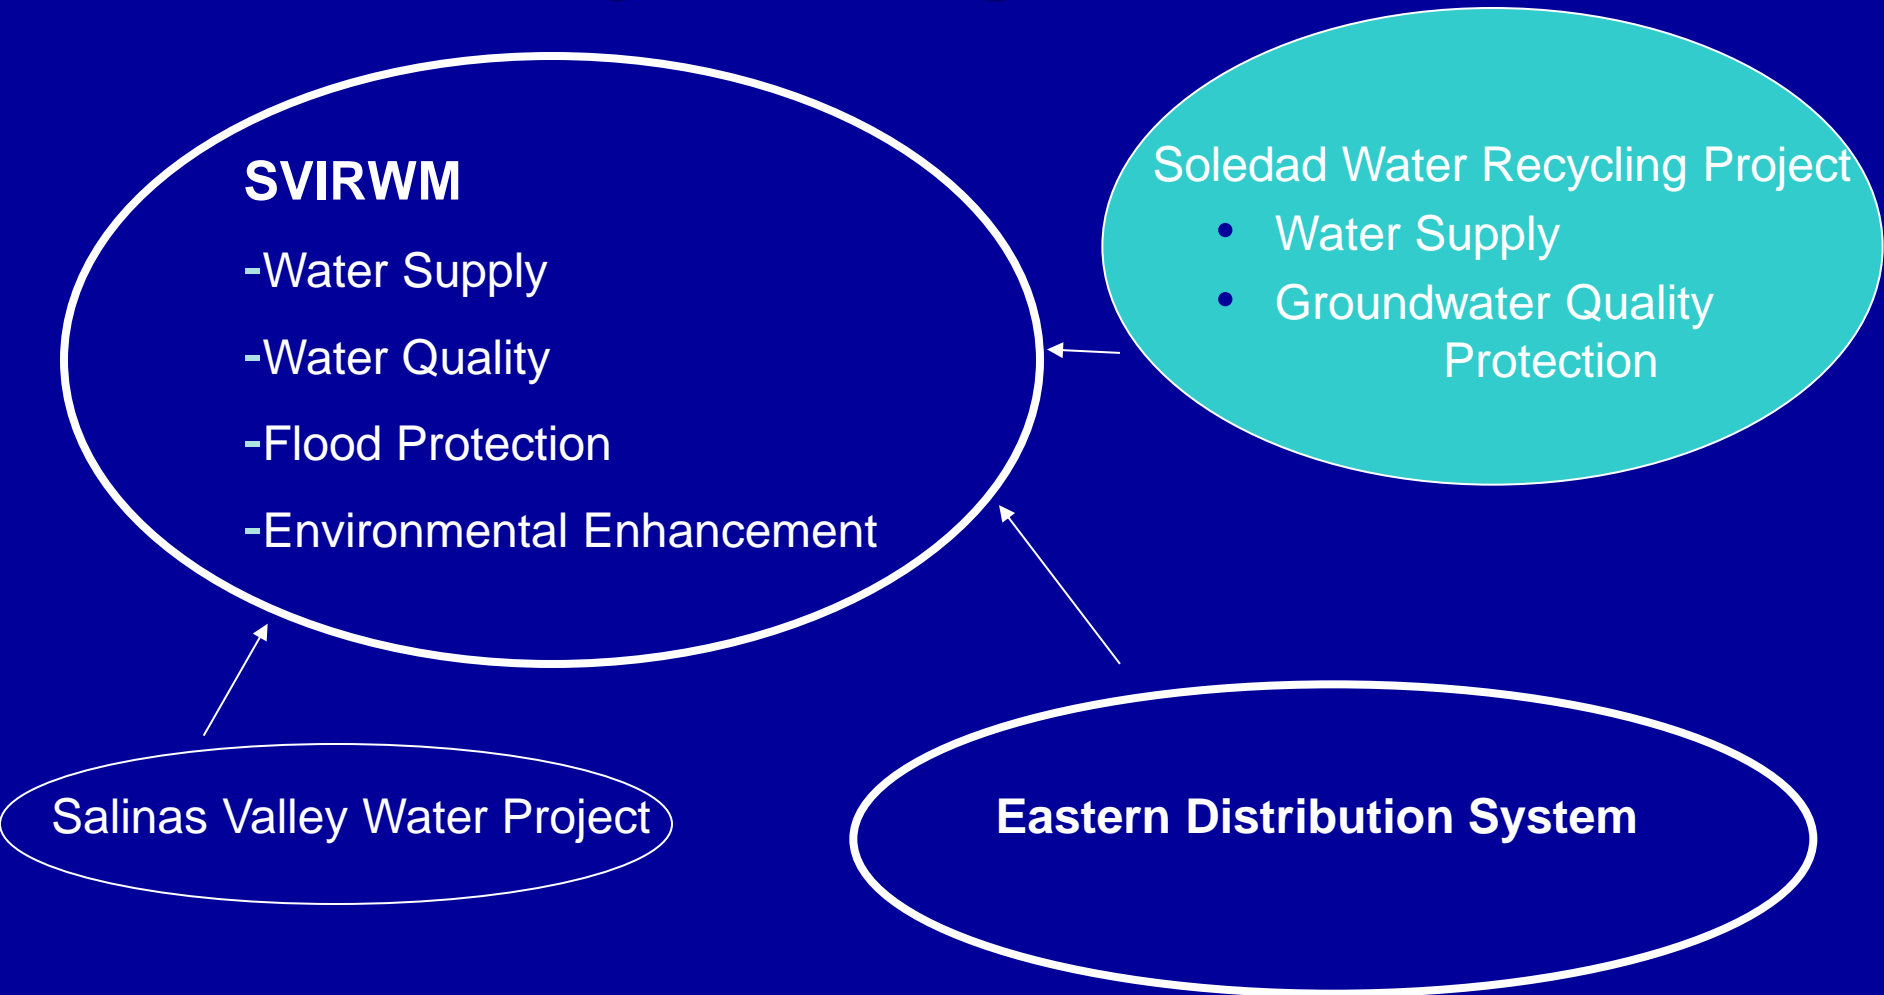 SVIRWM
-Water Supply
-Water Quality
-Flood Protection
-Environmental Enhancement
Soledad Water Recycling Project
• Water Supply
• Groundwater Quality
Protection
Salinas Valley Water Project
Eastern Distribution System